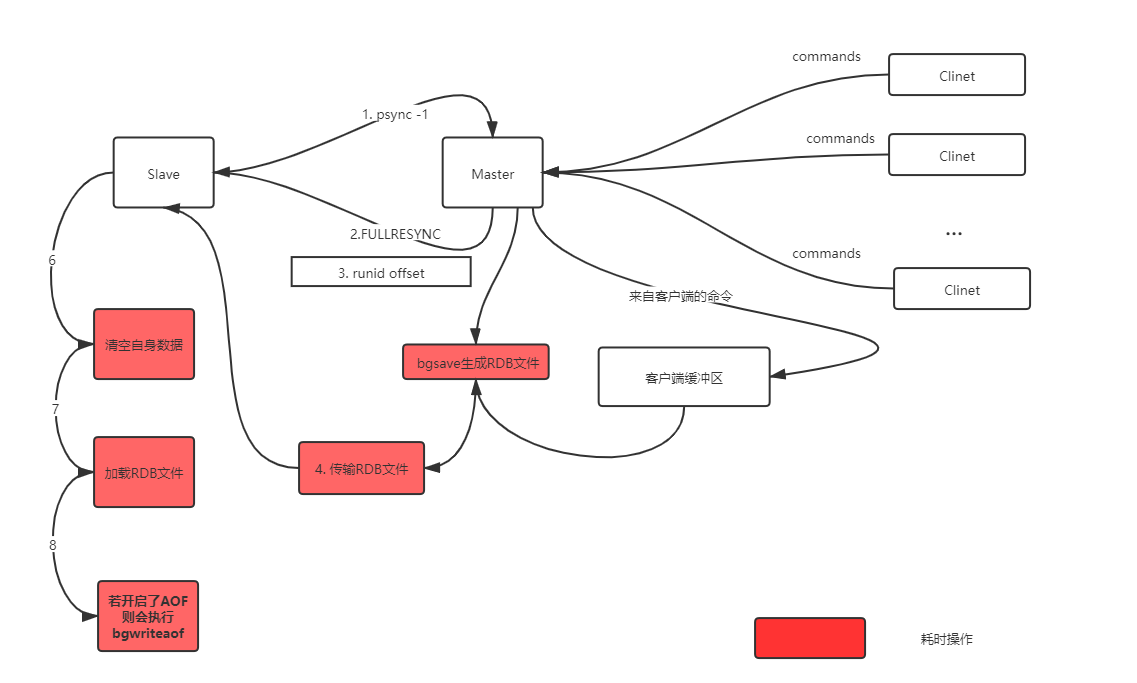 commands
Clinet
1. psync -1
commands
Clinet
Slave
Master
2.FULLRESYNC
...
commands
6
3. runid offset
Clinet
来自客户端的命令
清空自身数据
bgsave生成RDB文件
客户端缓冲区
7
加载RDB文件
4. 传输RDB文件
8
若开启了AOF
则会执行
bgwriteaof
耗时操作